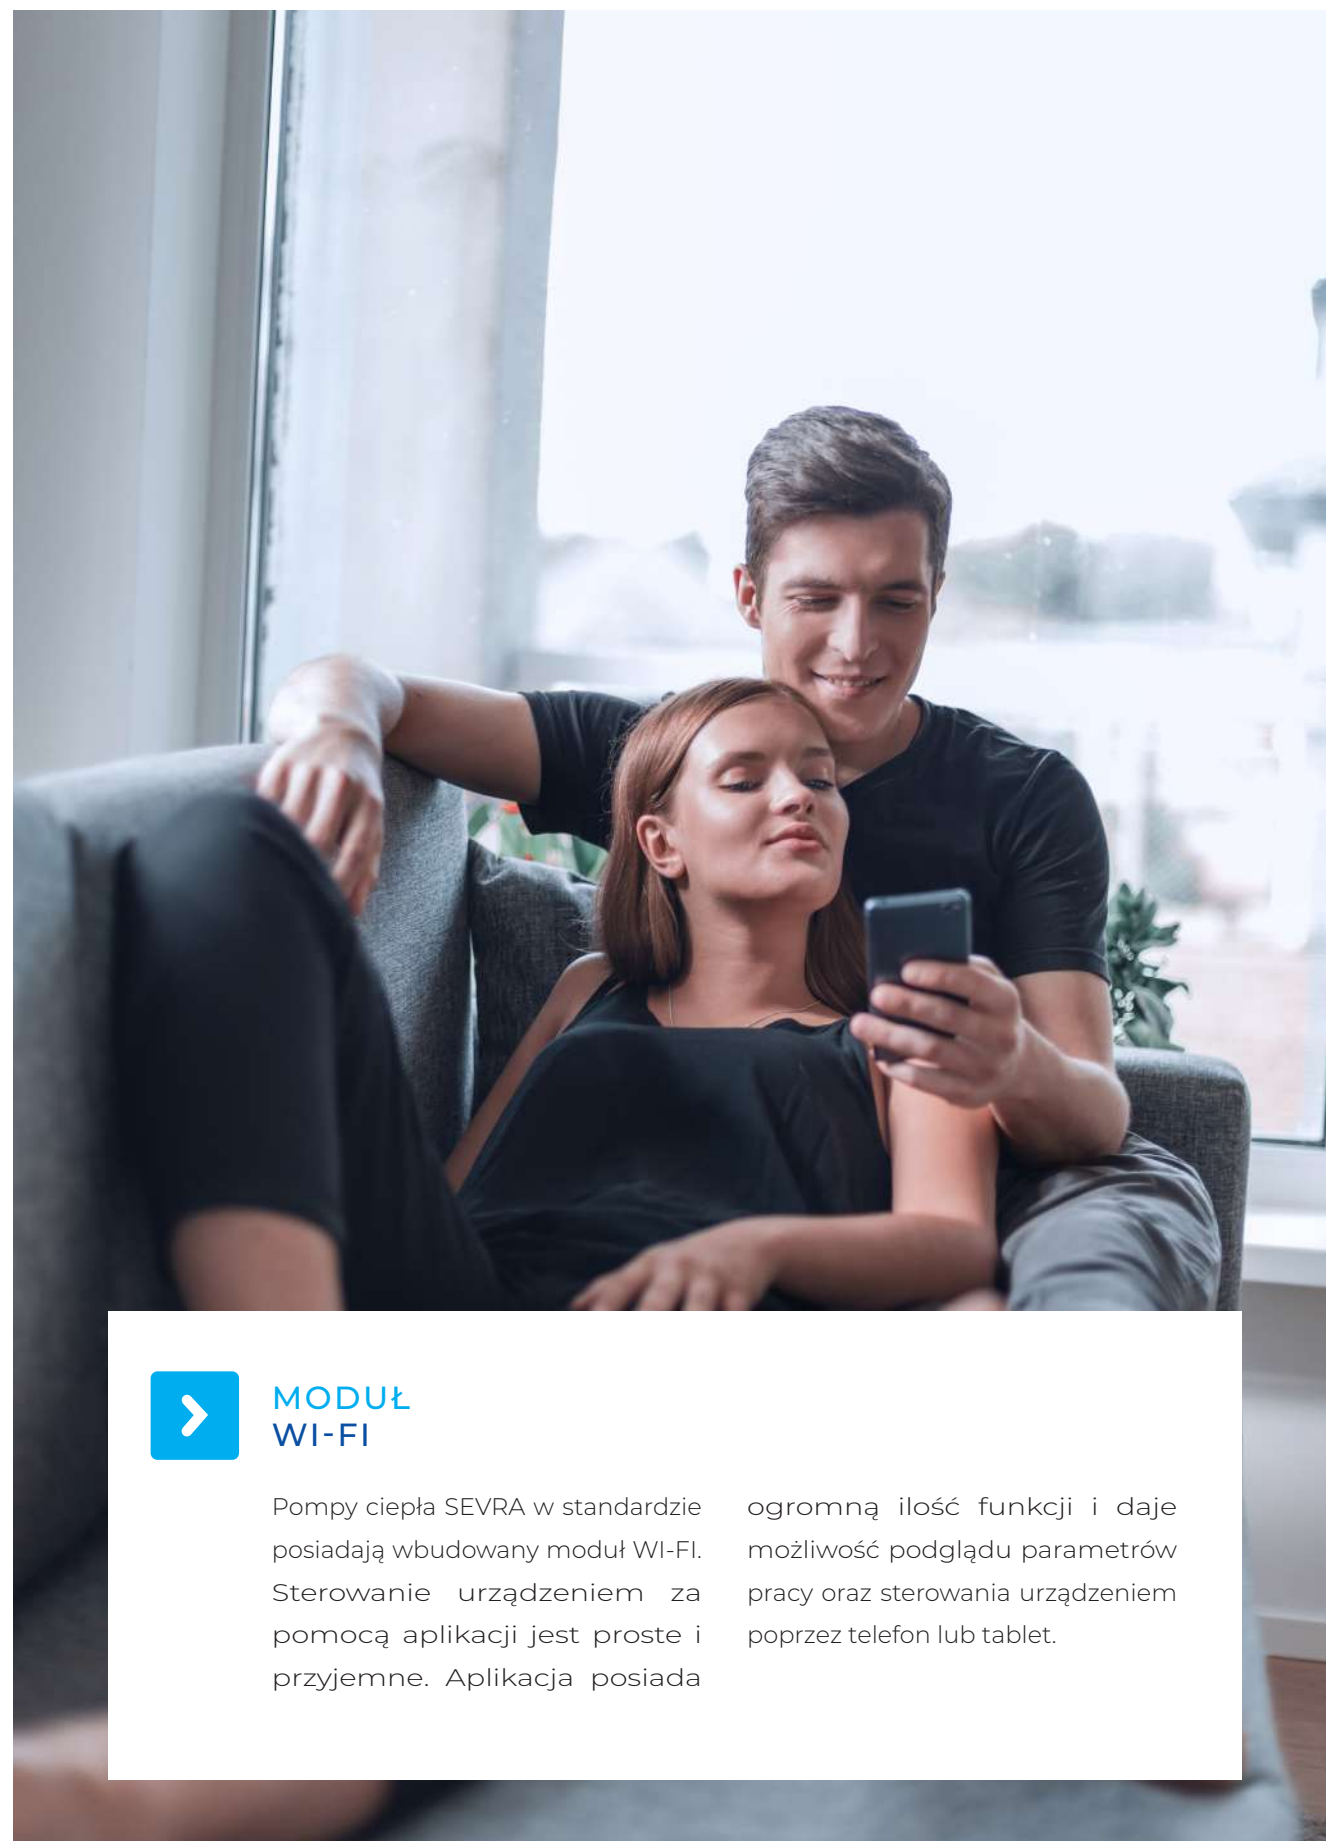 MODUŁ
WI-FI
Pompy ciepła SEVRA w standardzie
posiadają wbudowany moduł WI-FI.
Sterowanie urządzeniem za
pomocą aplikacji jest proste i
przyjemne. Aplikacja posiada
ogromną ilość funkcji i daje
możliwość podglądu parametrów
pracy oraz sterowania urządzeniem
poprzez telefon lub tablet.